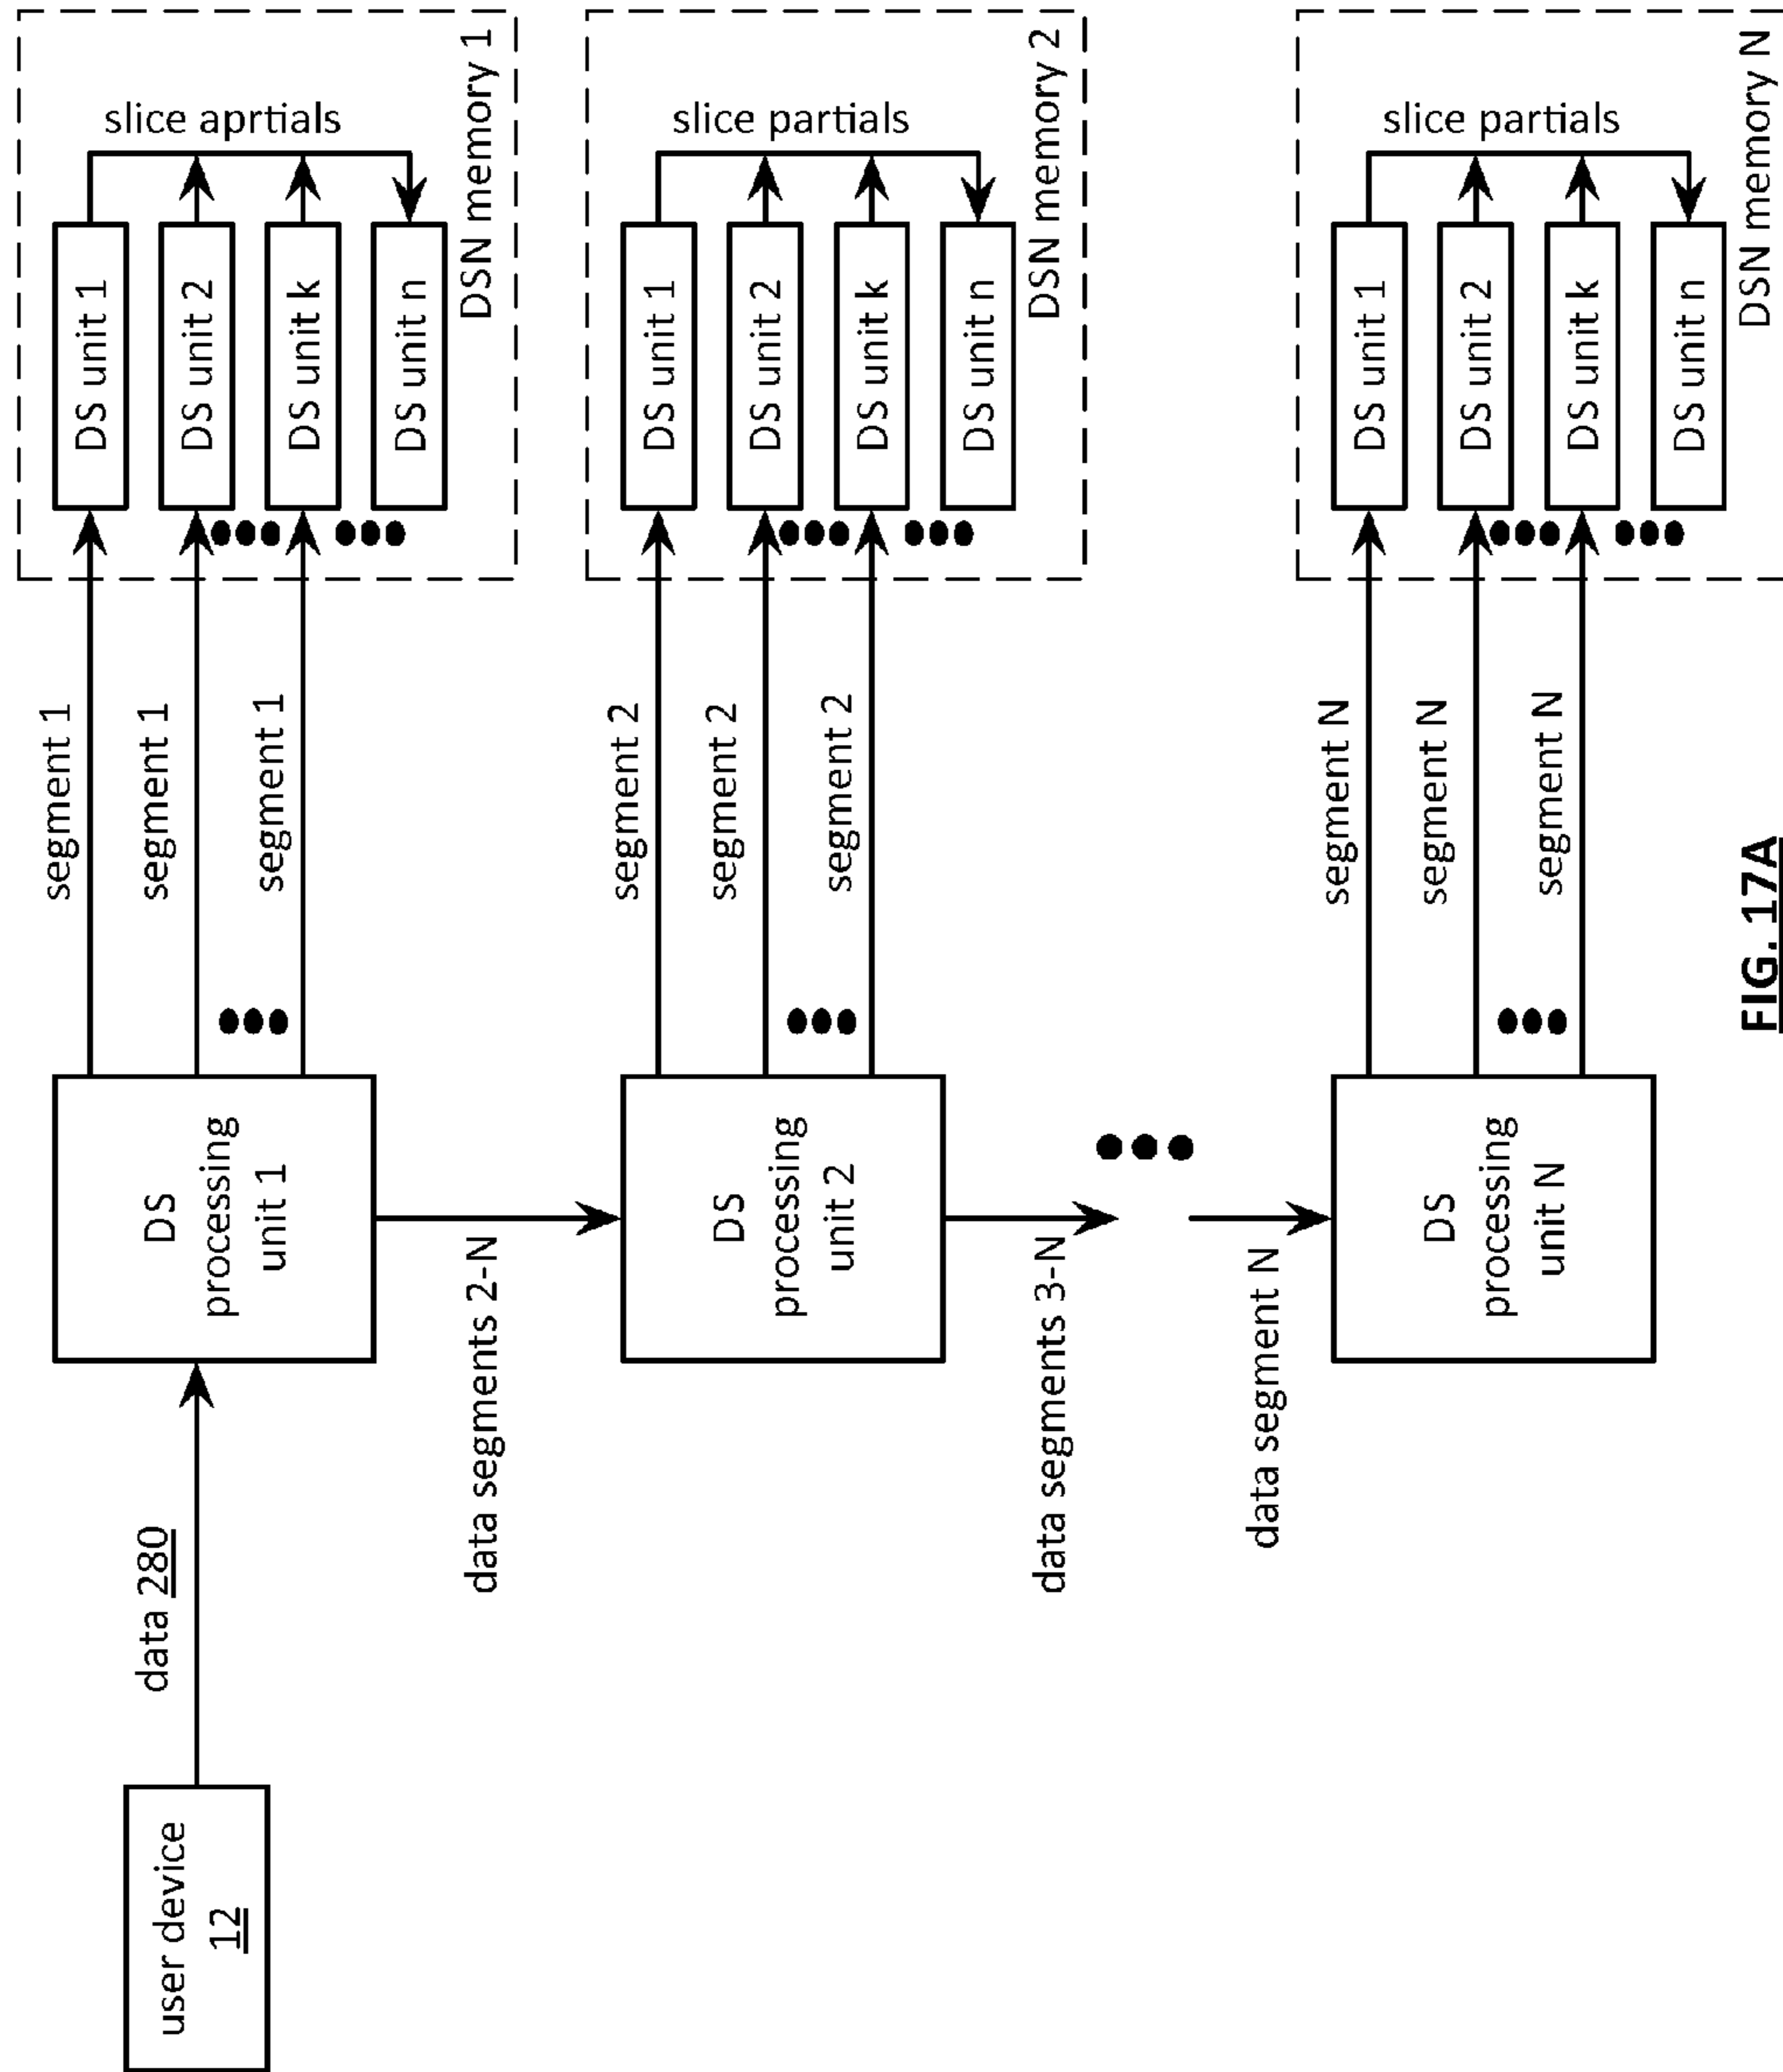 user device
12
data 280
DS
processing
unit 1
segment 1
segment 1
segment 1
DS unit 1
DS unit 2
DS unit k
DS unit n
slice aprtials
DSN memory 1
data segments 2-N
DS
processing
unit 2
segment 2
segment 2
segment 2
DS unit 1
DS unit 2
DS unit k
DS unit n
slice partials
DSN memory 2
data segments 3-N
data segment N
DS
processing
unit N
segment N
segment N
segment N
DS unit 1
DS unit 2
DS unit k
DS unit n
slice partials
DSN memory N
FIG. 17A